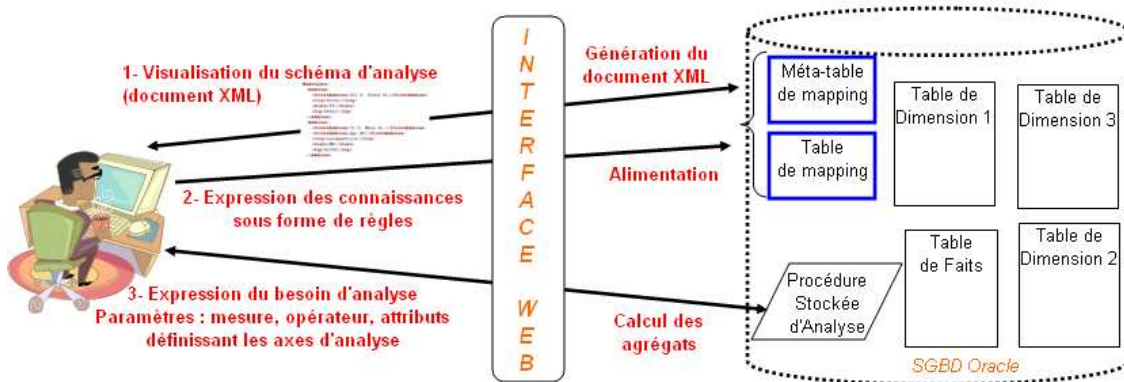 1- Visualisation du schéma d'analyse
(document XML)
2- Expression des connaissances
sous forme de règles
3- Expression du besoin d'analyse
Paramètres : mesure, opérateur, attributs
définissant les axes d'analyse
INTERFACE WEB
Génération du
document XML
Alimentation
Calcul des
agrégats
Méta-table
de mapping
Table
de mapping
Table de
Dimension 1
Table de
Dimension 3
Table
de Faits
Table de
Dimension 2
Procédure
Stockée
d'Analyse
SGBD Oracle